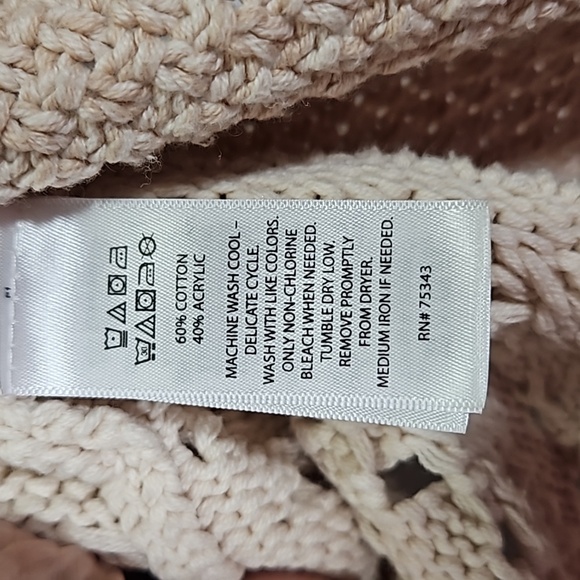 60% COTTON
40% ACRYLIC
MACHINE WASH COOL–
DELICATE CYCLE.
WASH WITH LIKE COLORS.
ONLY NON-CHLORINE
BLEACH WHEN NEEDED.
TUMBLE DRY LOW.
REMOVE PROMPTLY
FROM DRYER.
MEDIUM IRON IF NEEDED.
RN# 75343